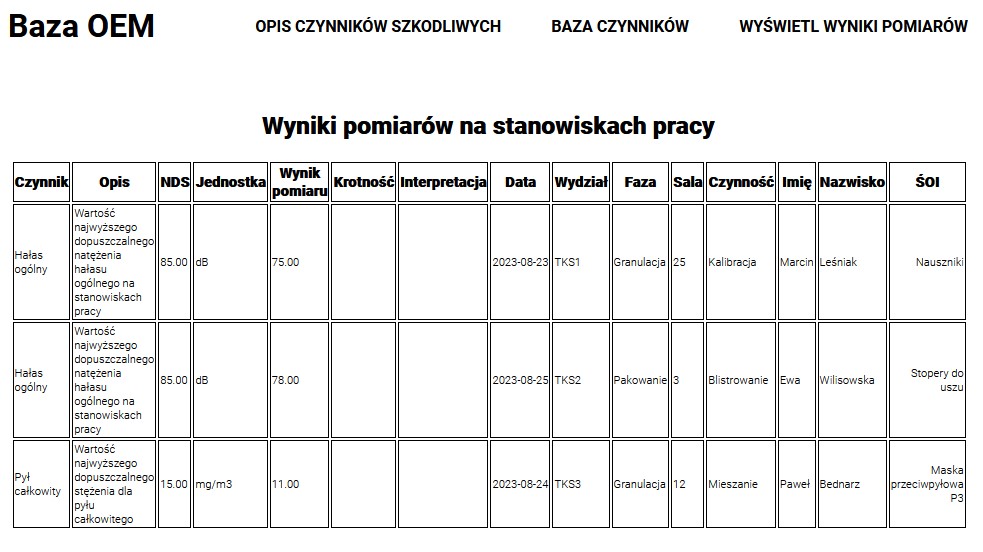 Baza OEM
OPIS CZYNNIKÓW SZKODLIWYCH
BAZA CZYNNIKÓW
WYŚWIETL WYNIKI POMIARÓW
Wyniki pomiarów na stanowiskach pracy
Czynnik
Opis
NDS
Jednostka
Wynik
pomiaru
Krotność
Interpretacja
Data
Wydział
Faza
Sala
Czynność
Imię
Nazwisko
ŚOI
Hałas
ogólny
Wartość
najwyższego
dopuszczalnego
natężenia
hałasu
ogólnego na
stanowiskach
pracy
85.00
dB
75.00
2023-08-23
TKS1
Granulacja
25
Kalibracja
Marcin
Leśniak
Nauszniki
Hałas
ogólny
Wartość
najwyższego
dopuszczalnego
natężenia
hałasu
ogólnego na
stanowiskach
pracy
85.00
dB
78.00
2023-08-25
TKS2
Pakowanie
3
Blistrowanie
Ewa
Wilisowska
Stopery do
uszu
Pył
całkowity
Wartość
najwyższego
dopuszczalnego
stężenia dla
pyłu
całkowitego
15.00
mg/m3
11.00
2023-08-24
TKS3
Granulacja
12
Mieszanie
Paweł
Bednarz
Maska
przeciwpyłowa
P3